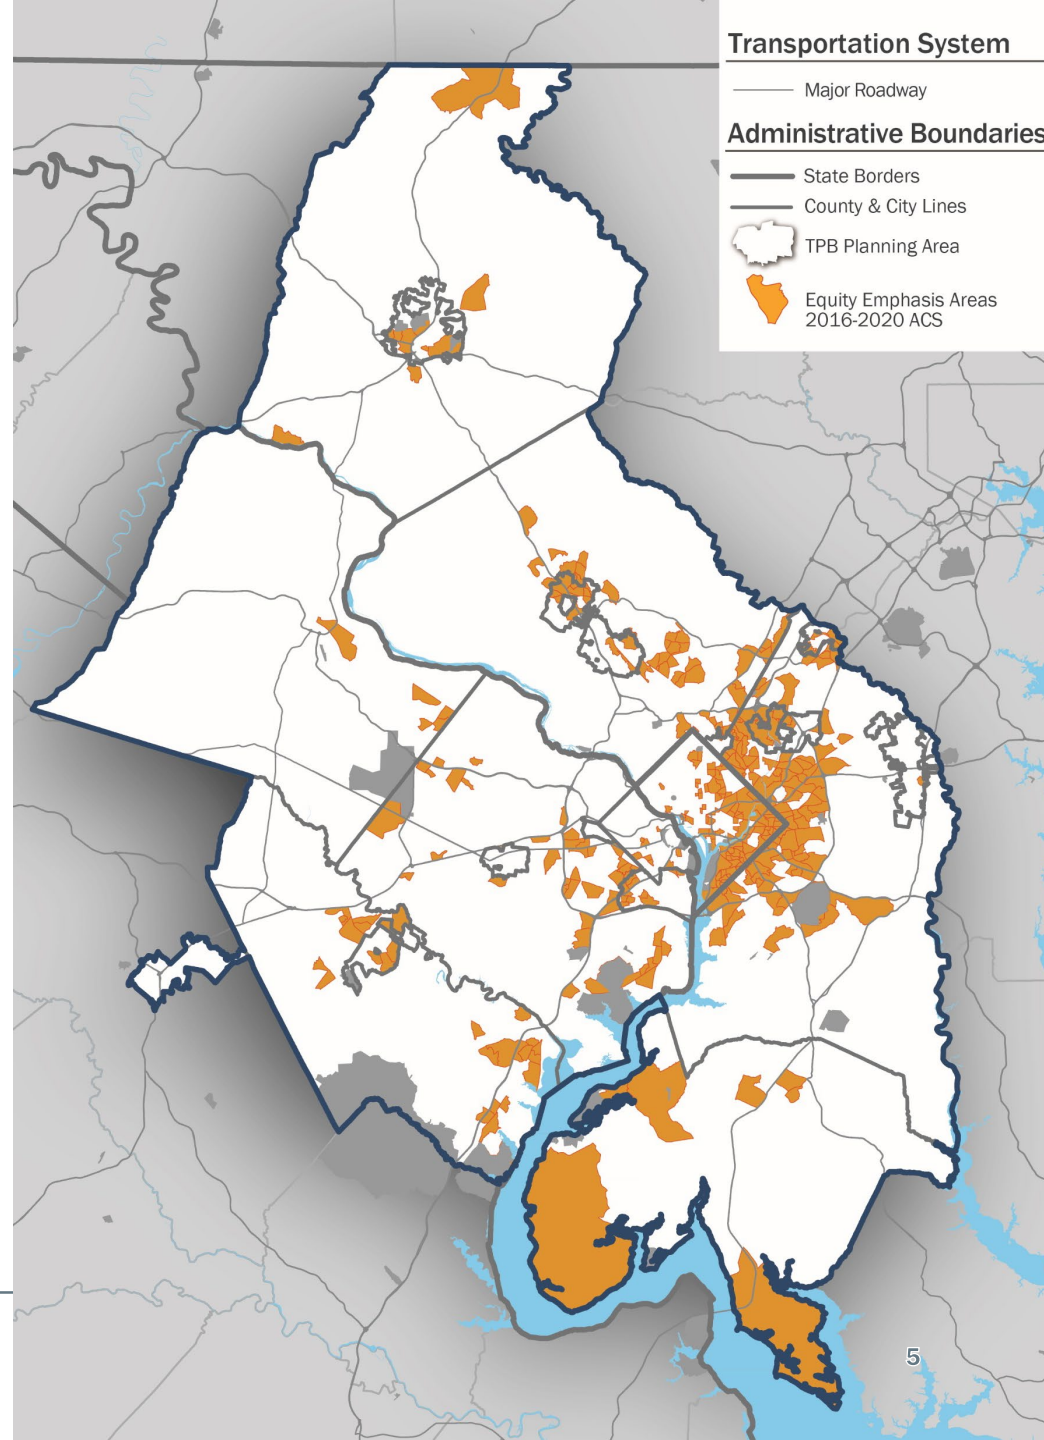 Transportation System
Major Roadway
Administrative Boundaries
State Borders
County & City Lines
TPB Planning Area
Equity Emphasis Areas
2016-2020 ACS
5